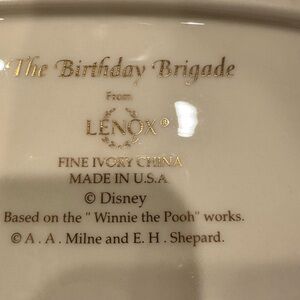 The Birthday Brigade
From
LENOX®
FINE IVORY CHINA
MADE IN U.S.A
© Disney
Based on the " Winnie the Pooh" works.
© A . A . Milne and E. H . Shepard.